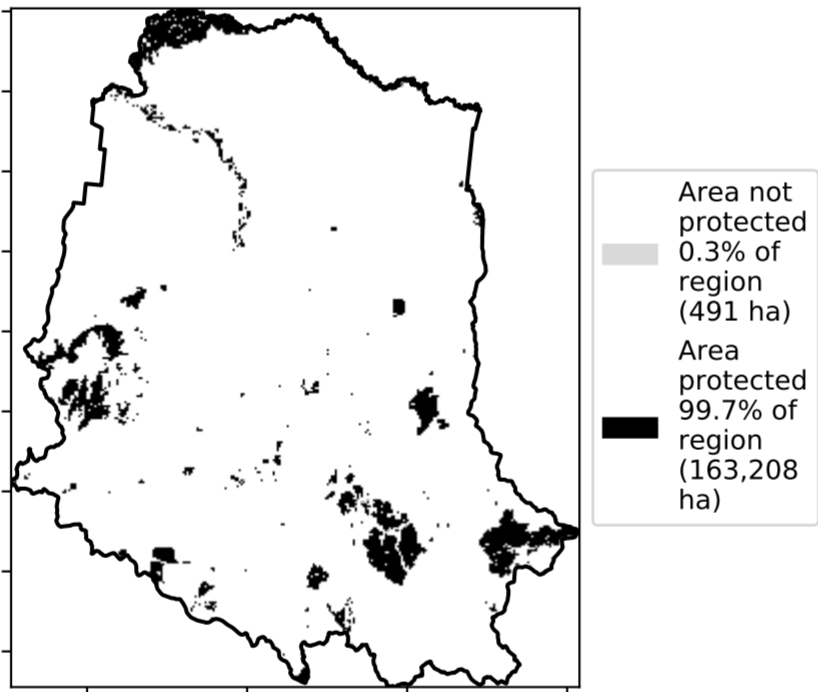 Area not
protected
0.3% of
region
(491 ha)
Area
protected
99.7% of
region
(163,208
ha)